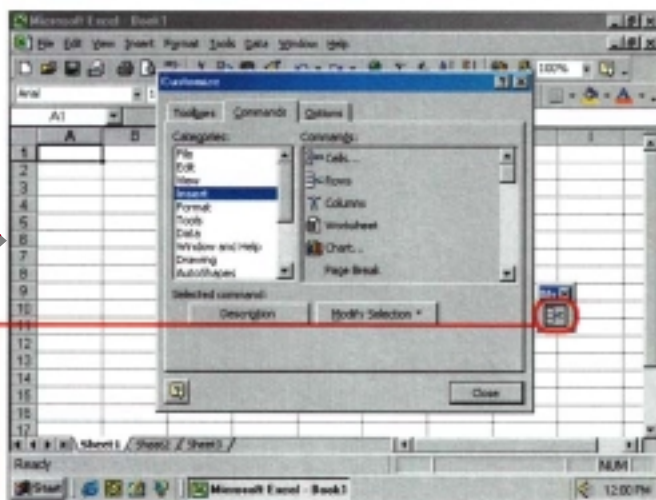 Microsoft Excel - Book1
File Edit View Insert Format Tools Data Window Help
100%
Arial
A1
A B I
1
2
3
4
5
6
7
8
9
10
11
12
13
14
15
16
17
Customize
Toolbars Commands Options
Categories:
File
Edit
View
Insert
Format
Tools
Data
Window and Help
Drawing
AutoShapes
Commands:
Cells...
Rows
Columns
Worksheet
Chart...
Page Break
Selected command:
Description Modify Selection
Close
Sheet1 Sheet2 Sheet3
Ready NUM
Start Microsoft Excel - Book1 12:00 PM